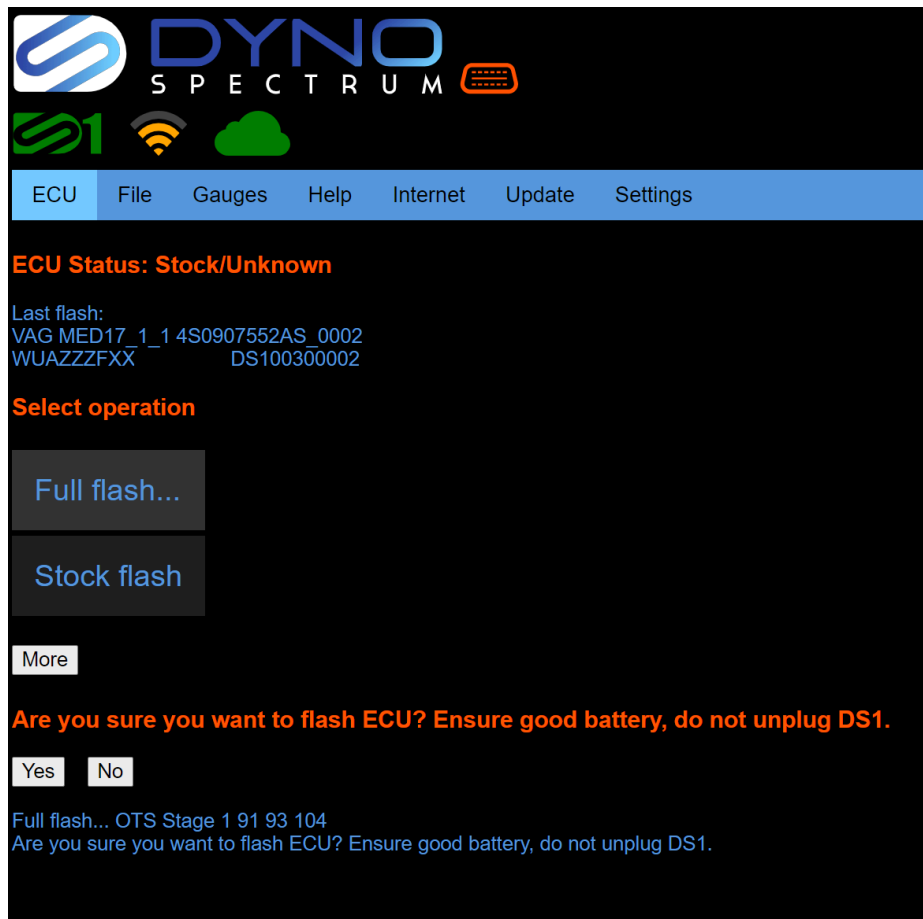 DYNO
SPECTRUM
S1
ECU File Gauges Help Internet Update Settings
ECU Status: Stock/Unknown
Last flash:
VAG MED17_1_1 4S0907552AS_0002
WUAZZZFXX DS100300002
Select operation
Full flash...
Stock flash
More
Are you sure you want to flash ECU? Ensure good battery, do not unplug DS1.
Yes No
Full flash... OTS Stage 1 91 93 104
Are you sure you want to flash ECU? Ensure good battery, do not unplug DS1.